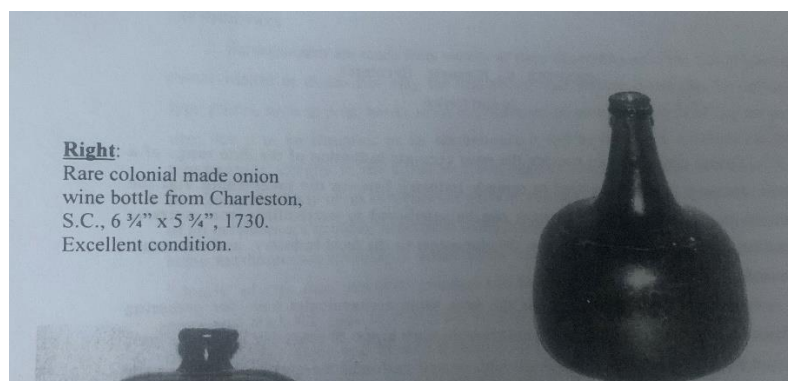 Right:
Rare colonial made onion
wine bottle from Charleston,
S.C., 6 ¾” x 5 ¾”, 1730.
Excellent condition.